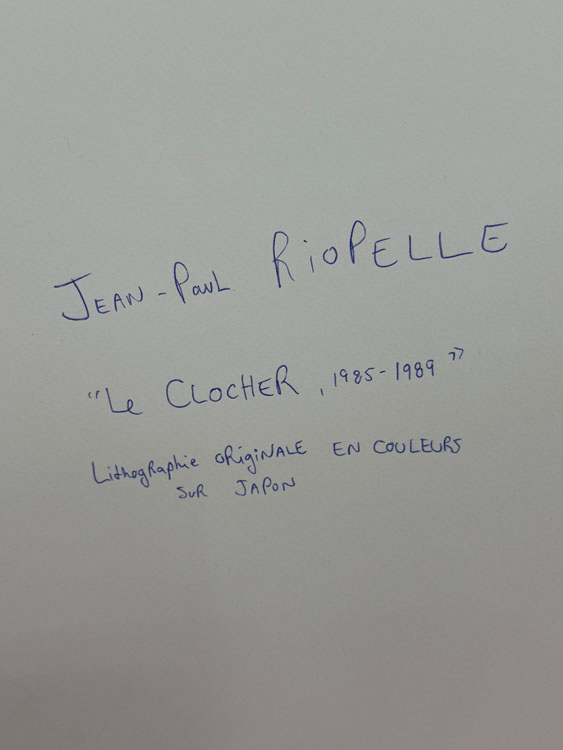 JEAN-PAUL RIOPELLE
"Le CLOCHER, 1985-1989"
Lithographie ORiGiNALE EN COULEURS
SUR JAPON